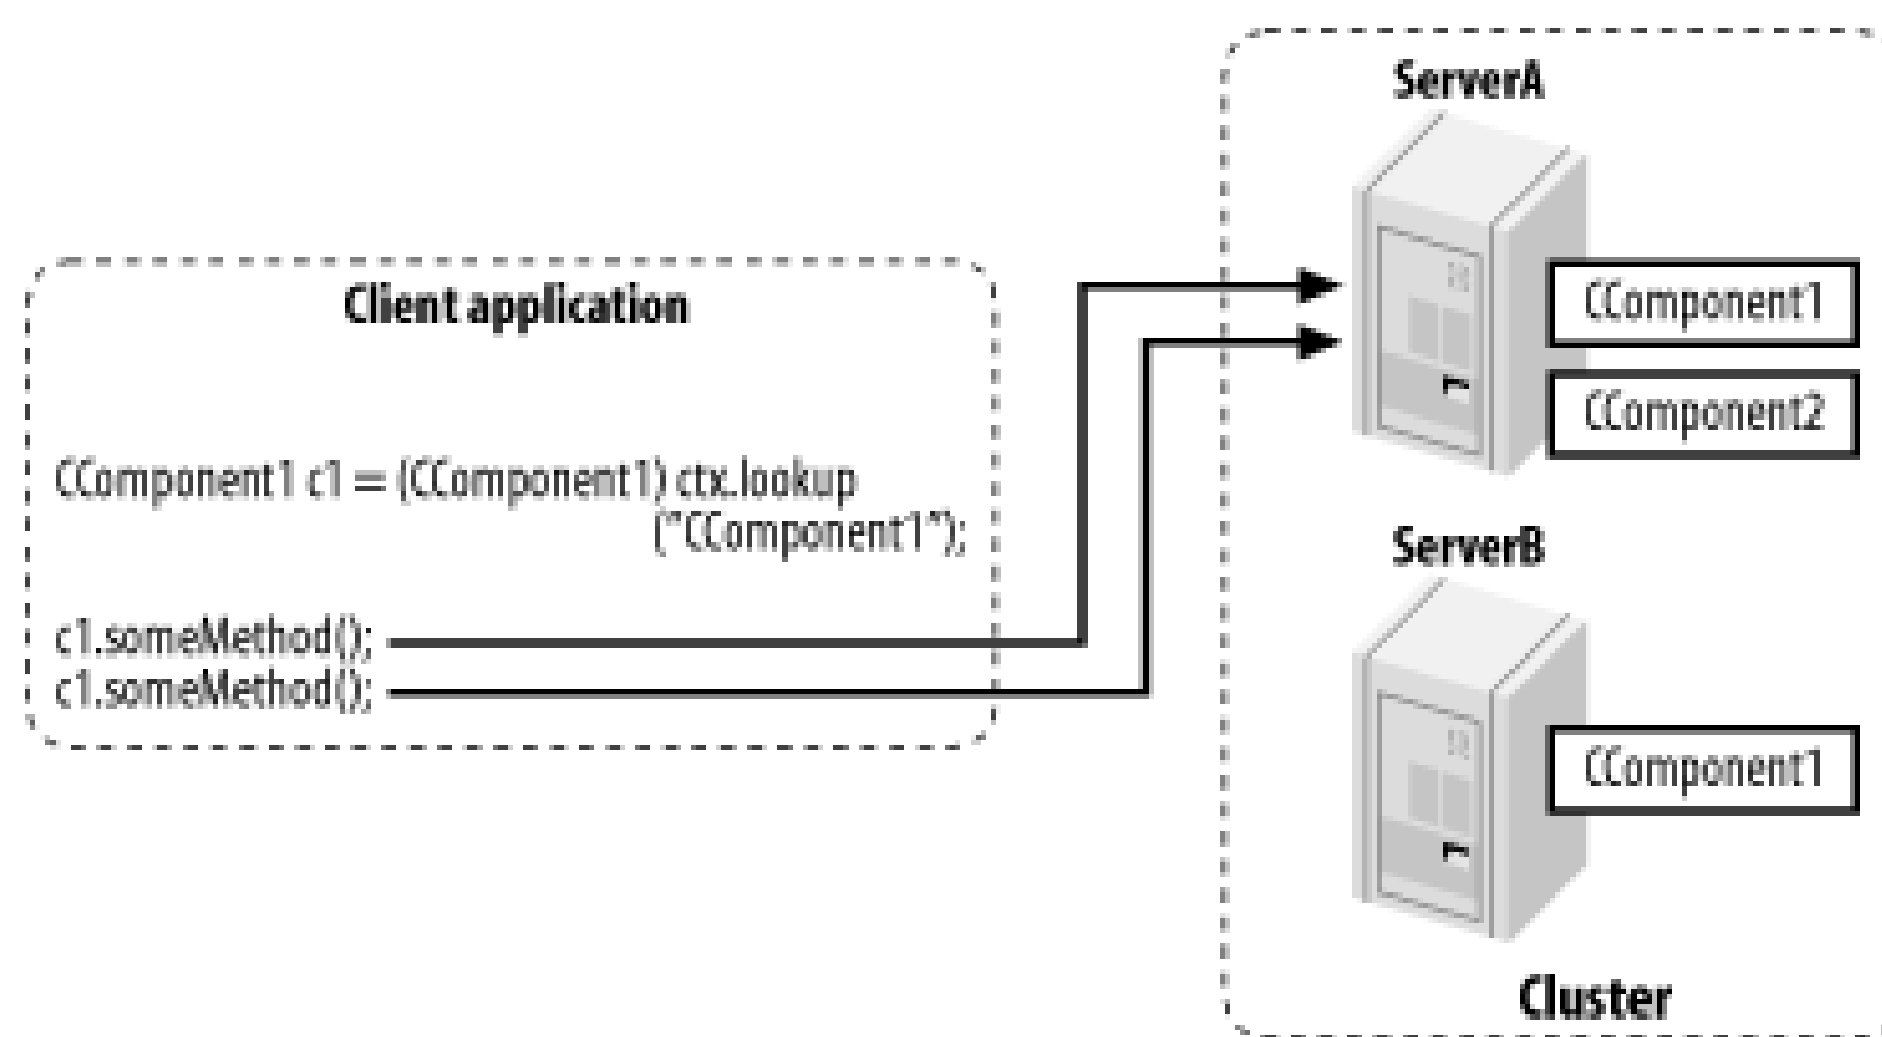 Client application
CComponent1 c1 = (CComponent1) ctx.lookup
("CComponent1");
c1.someMethod();
c1.someMethod();
ServerA
CComponent1
CComponent2
ServerB
CComponent1
Cluster